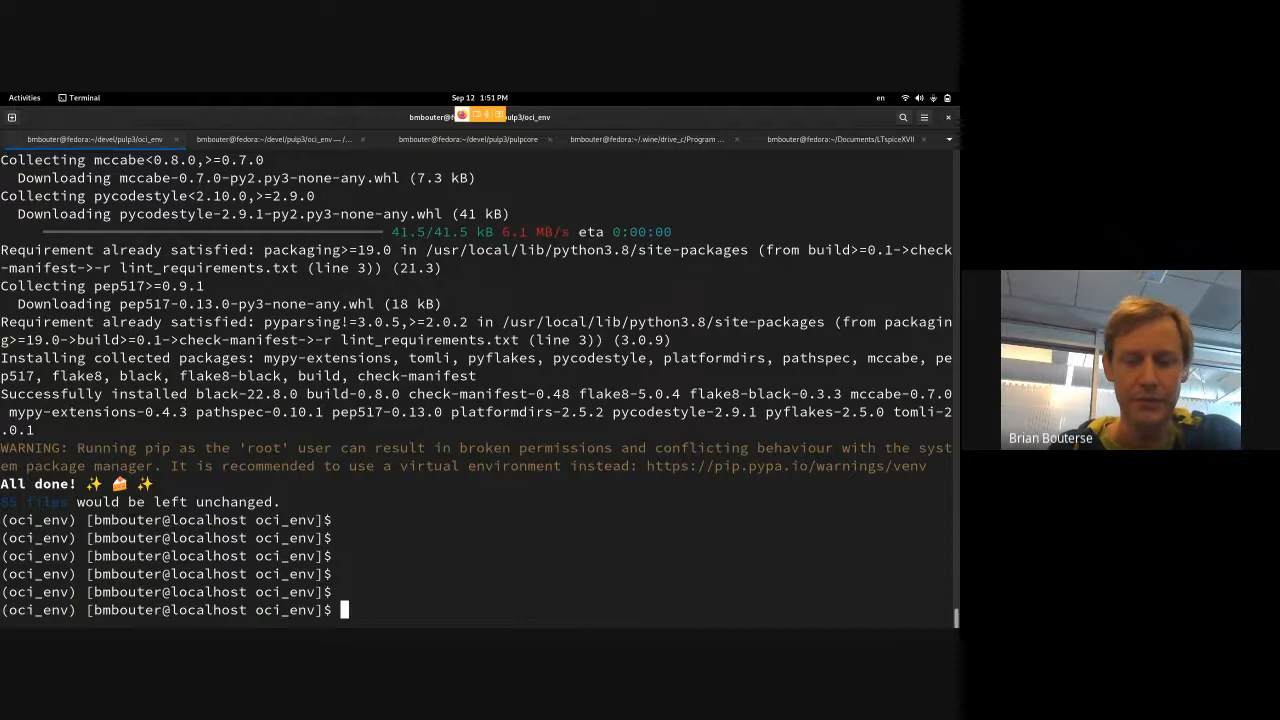 Activities
Terminal
Sep 12 1:51 PM
en
bmbouter@f
ulp3/oci_env
bmbouter@fedora:~/devel/pulp3/oci_env
bmbouter@fedora:~/devel/pulp3/oci_env — /...
bmbouter@fedora:~/devel/pulp3/pulpcore
bmbouter@fedora:~/.wine/drive_c/Program ...
bmbouter@fedora:~/Documents/LTspiceXVII
Collecting mccabe<0.8.0,>=0.7.0
Downloading mccabe-0.7.0-py2.py3-none-any.whl (7.3 kB)
Collecting pycodestyle<2.10.0,>=2.9.0
Downloading pycodestyle-2.9.1-py2.py3-none-any.whl (41 kB)
41.5/41.5 kB 6.1 MB/s eta 0:00:00
Requirement already satisfied: packaging>=19.0 in /usr/local/lib/python3.8/site-packages (from build>=0.1->check
-manifest->-r lint_requirements.txt (line 3)) (21.3)
Collecting pep517>=0.9.1
Downloading pep517-0.13.0-py3-none-any.whl (18 kB)
Requirement already satisfied: pyparsing!=3.0.5,>=2.0.2 in /usr/local/lib/python3.8/site-packages (from packagin
g>=19.0->build>=0.1->check-manifest->-r lint_requirements.txt (line 3)) (3.0.9)
Installing collected packages: mypy-extensions, tomli, pyflakes, pycodestyle, platformdirs, pathspec, mccabe, pe
p517, flake8, black, flake8-black, build, check-manifest
Successfully installed black-22.8.0 build-0.8.0 check-manifest-0.48 flake8-5.0.4 flake8-black-0.3.3 mccabe-0.7.0
mypy-extensions-0.4.3 pathspec-0.10.1 pep517-0.13.0 platformdirs-2.5.2 pycodestyle-2.9.1 pyflakes-2.5.0 tomli-2
.0.1
WARNING: Running pip as the 'root' user can result in broken permissions and conflicting behaviour with the syst
em package manager. It is recommended to use a virtual environment instead: https://pip.pypa.io/warnings/venv
All done! ✨ 🍰 ✨
85 files would be left unchanged.
(oci_env) [bmbouter@localhost oci_env]$
(oci_env) [bmbouter@localhost oci_env]$
(oci_env) [bmbouter@localhost oci_env]$
(oci_env) [bmbouter@localhost oci_env]$
(oci_env) [bmbouter@localhost oci_env]$
(oci_env) [bmbouter@localhost oci_env]$
Brian Bouterse